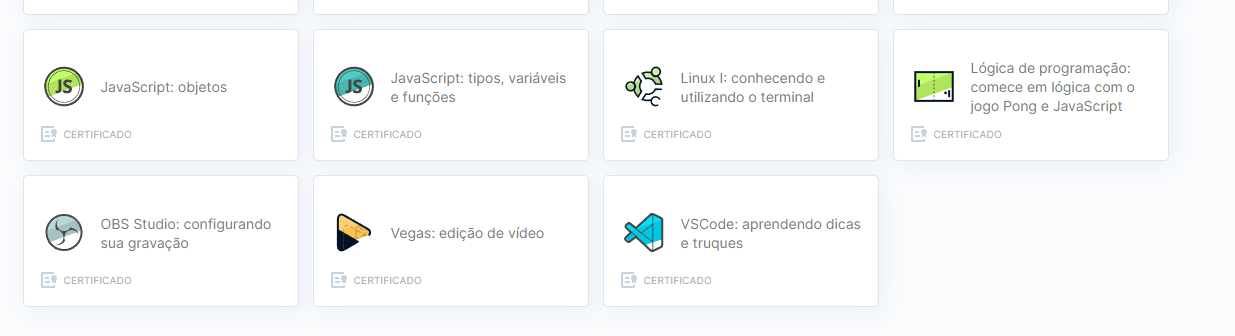 JS
JavaScript: objetos
CERTIFICADO
JS
JavaScript: tipos, variáveis
e funções
CERTIFICADO
Linux I: conhecendo e
utilizando o terminal
CERTIFICADO
Lógica de programação:
comece em lógica com o
jogo Pong e JavaScript
CERTIFICADO
OBS Studio: configurando
sua gravação
CERTIFICADO
Vegas: edição de vídeo
CERTIFICADO
VSCode: aprendendo dicas
e truques
CERTIFICADO